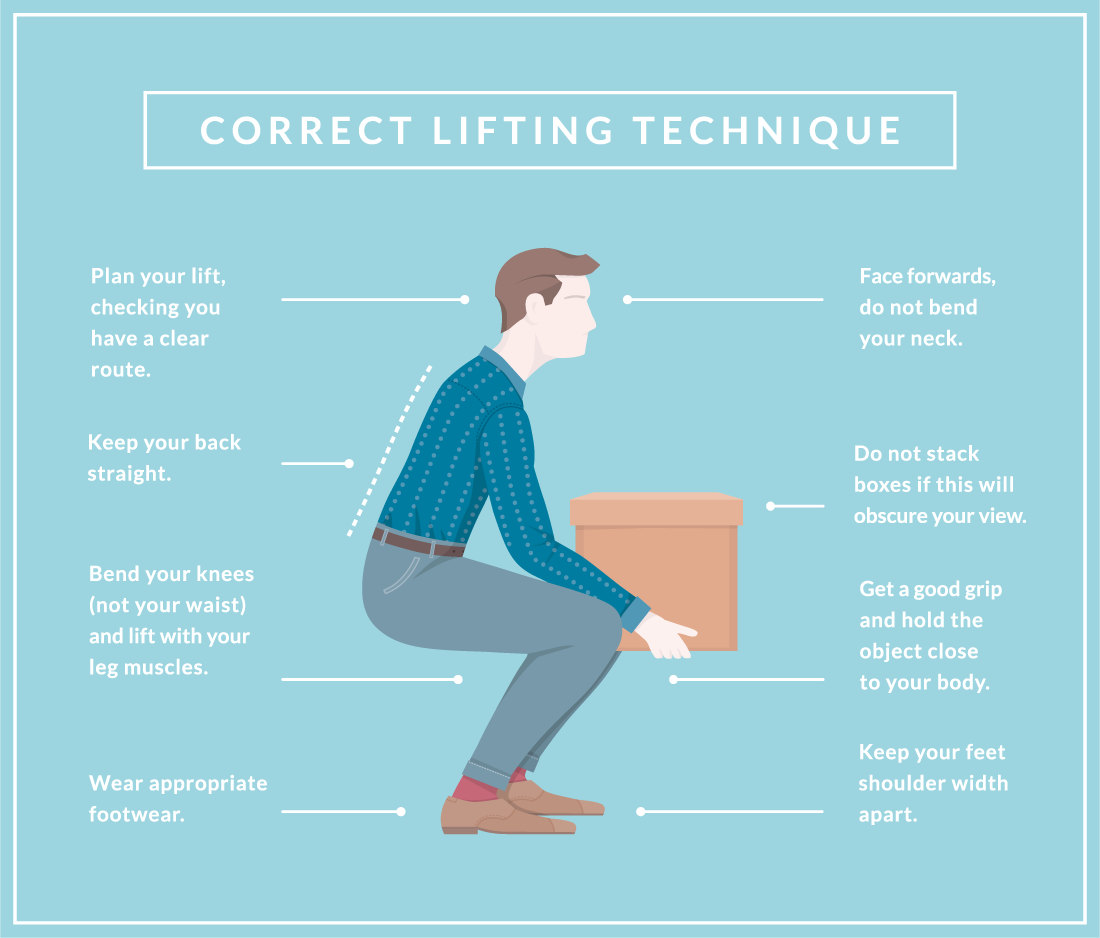 CORRECT LIFTING TECHNIQUE
Plan your lift,
checking you
have a clear
route.
Keep your back
straight.
Bend your knees
(not your waist)
and lift with your
leg muscles.
Wear appropriate
footwear.
Face forwards,
do not bend
your neck.
Do not stack
boxes if this will
obscure your view.
Get a good grip
and hold the
object close
to your body.
Keep your feet
shoulder width
apart.